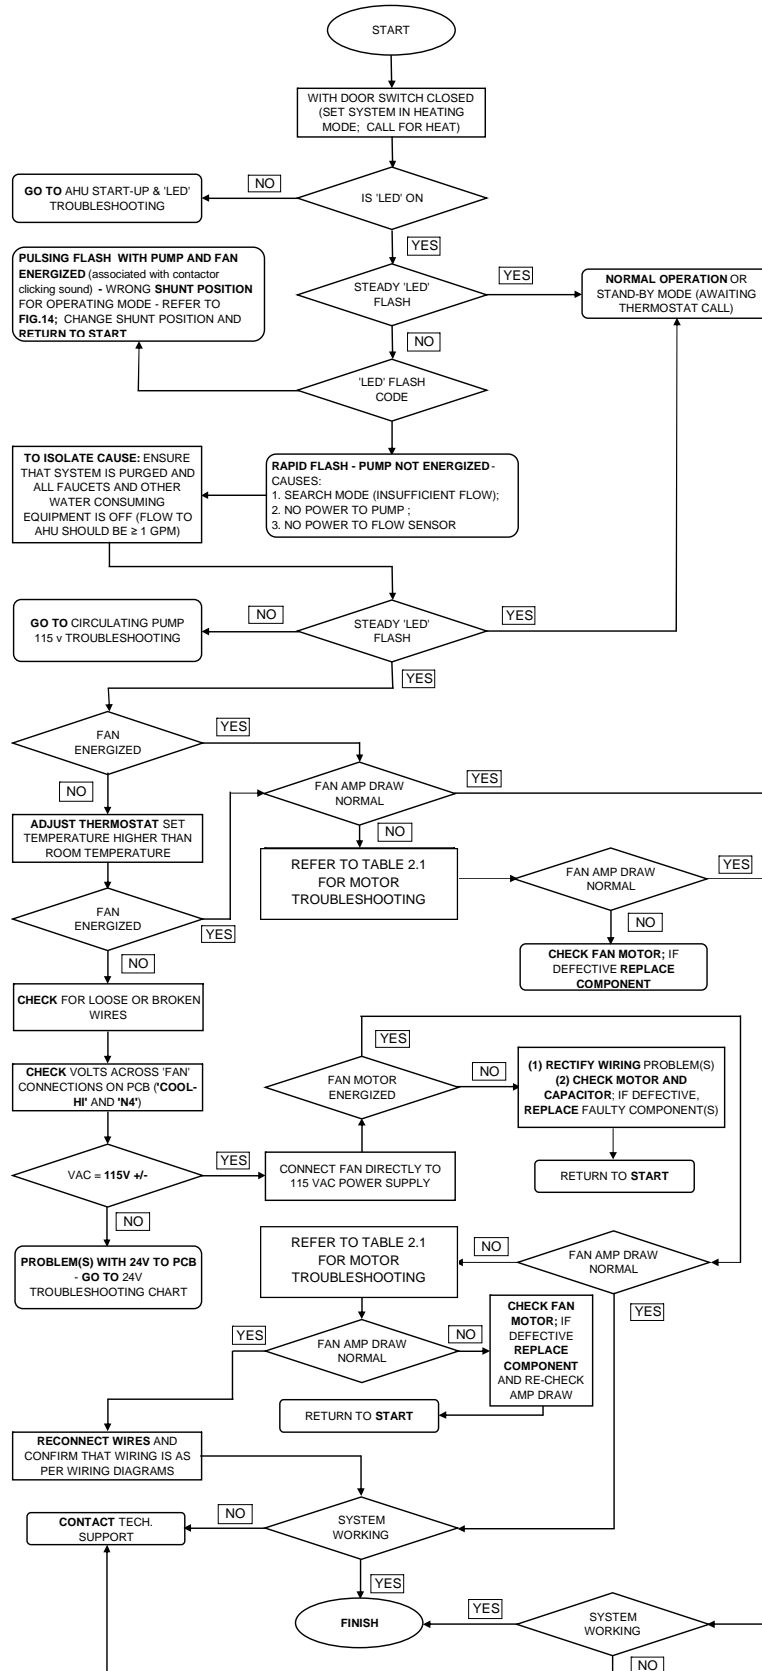 START
WITH DOOR SWITCH CLOSED
(SET SYSTEM IN HEATING
MODE; CALL FOR HEAT)
NO
GO TO AHU START-UP & 'LED'
TROUBLESHOOTING
IS 'LED' ON
YES
PULSING FLASH WITH PUMP AND FAN
ENERGIZED (associated with contactor
clicking sound) - WRONG SHUNT POSITION
FOR OPERATING MODE - REFER TO
FIG.14; CHANGE SHUNT POSITION AND
RETURN TO START
STEADY 'LED'
FLASH
YES
NORMAL OPERATION OR
STAND-BY MODE (AWAITING
THERMOSTAT CALL)
NO
'LED' FLASH
CODE
TO ISOLATE CAUSE: ENSURE
THAT SYSTEM IS PURGED AND
ALL FAUCETS AND OTHER
WATER CONSUMING
EQUIPMENT IS OFF (FLOW TO
AHU SHOULD BE ≥ 1 GPM)
RAPID FLASH - PUMP NOT ENERGIZED -
CAUSES:
1. SEARCH MODE (INSUFFICIENT FLOW);
2. NO POWER TO PUMP ;
3. NO POWER TO FLOW SENSOR
GO TO CIRCULATING PUMP
115 v TROUBLESHOOTING
NO
STEADY 'LED'
FLASH
YES
YES
FAN
ENERGIZED
YES
NO
FAN AMP DRAW
NORMAL
YES
ADJUST THERMOSTAT SET
TEMPERATURE HIGHER THAN
ROOM TEMPERATURE
NO
REFER TO TABLE 2.1
FOR MOTOR
TROUBLESHOOTING
FAN AMP DRAW
NORMAL
YES
FAN
ENERGIZED
YES
NO
NO
CHECK FAN MOTOR; IF
DEFECTIVE REPLACE
COMPONENT
CHECK FOR LOOSE OR BROKEN
WIRES
YES
CHECK VOLTS ACROSS 'FAN'
CONNECTIONS ON PCB ('COOL-
HI' AND 'N4')
FAN MOTOR
ENERGIZED
NO
(1) RECTIFY WIRING PROBLEM(S)
(2) CHECK MOTOR AND
CAPACITOR; IF DEFECTIVE,
REPLACE FAULTY COMPONENT(S)
VAC = 115V +/-
YES
CONNECT FAN DIRECTLY TO
115 VAC POWER SUPPLY
RETURN TO START
NO
PROBLEM(S) WITH 24V TO PCB
- GO TO 24V
TROUBLESHOOTING CHART
REFER TO TABLE 2.1
FOR MOTOR
TROUBLESHOOTING
NO
FAN AMP DRAW
NORMAL
YES
YES
FAN AMP DRAW
NORMAL
NO
CHECK FAN
MOTOR; IF
DEFECTIVE
REPLACE
COMPONENT
AND RE-CHECK
AMP DRAW
RETURN TO START
RECONNECT WIRES AND
CONFIRM THAT WIRING IS AS
PER WIRING DIAGRAMS
CONTACT TECH.
SUPPORT
NO
SYSTEM
WORKING
YES
FINISH
YES
SYSTEM
WORKING
NO